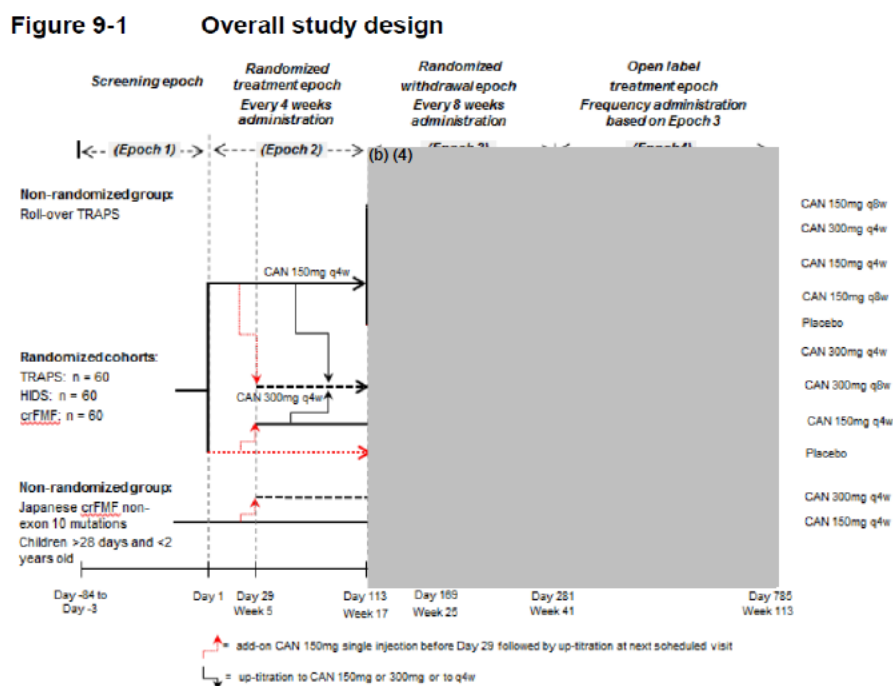 Figure 9-1 Overall study design
Screening epoch
Randomized
treatment epoch
Every 4 weeks
administration
Randomized
withdrawal epoch
Every 8 weeks
administration
Open label
treatment epoch
Frequency administration
based on Epoch 3
(Epoch 1)
(Epoch 2)
(b) (4)
Non-randomized group:
Roll-over TRAPS
CAN 150mg q4w
CAN 150mg q8w
CAN 300mg q4w
CAN 150mg q4w
CAN 150mg q8w
Placebo
Randomized cohorts:
TRAPS: n = 60
HIDS: n = 60
crFMF: n = 60
CAN 300mg q4w
CAN 300mg q4w
CAN 300mg q8w
CAN 150mg q4w
Placebo
Non-randomized group:
Japanese crFMF non-
exon 10 mutations
Children >28 days and <2
years old
CAN 300mg q4w
CAN 150mg q4w
Day -84 to
Day -3
Day 1
Day 29
Week 5
Day 113
Week 17
Day 169
Week 25
Day 281
Week 41
Day 785
Week 113
= add-on CAN 150mg single injection before Day 29 followed by up-titration at next scheduled visit
= up-titration to CAN 150mg or 300mg or to q4w